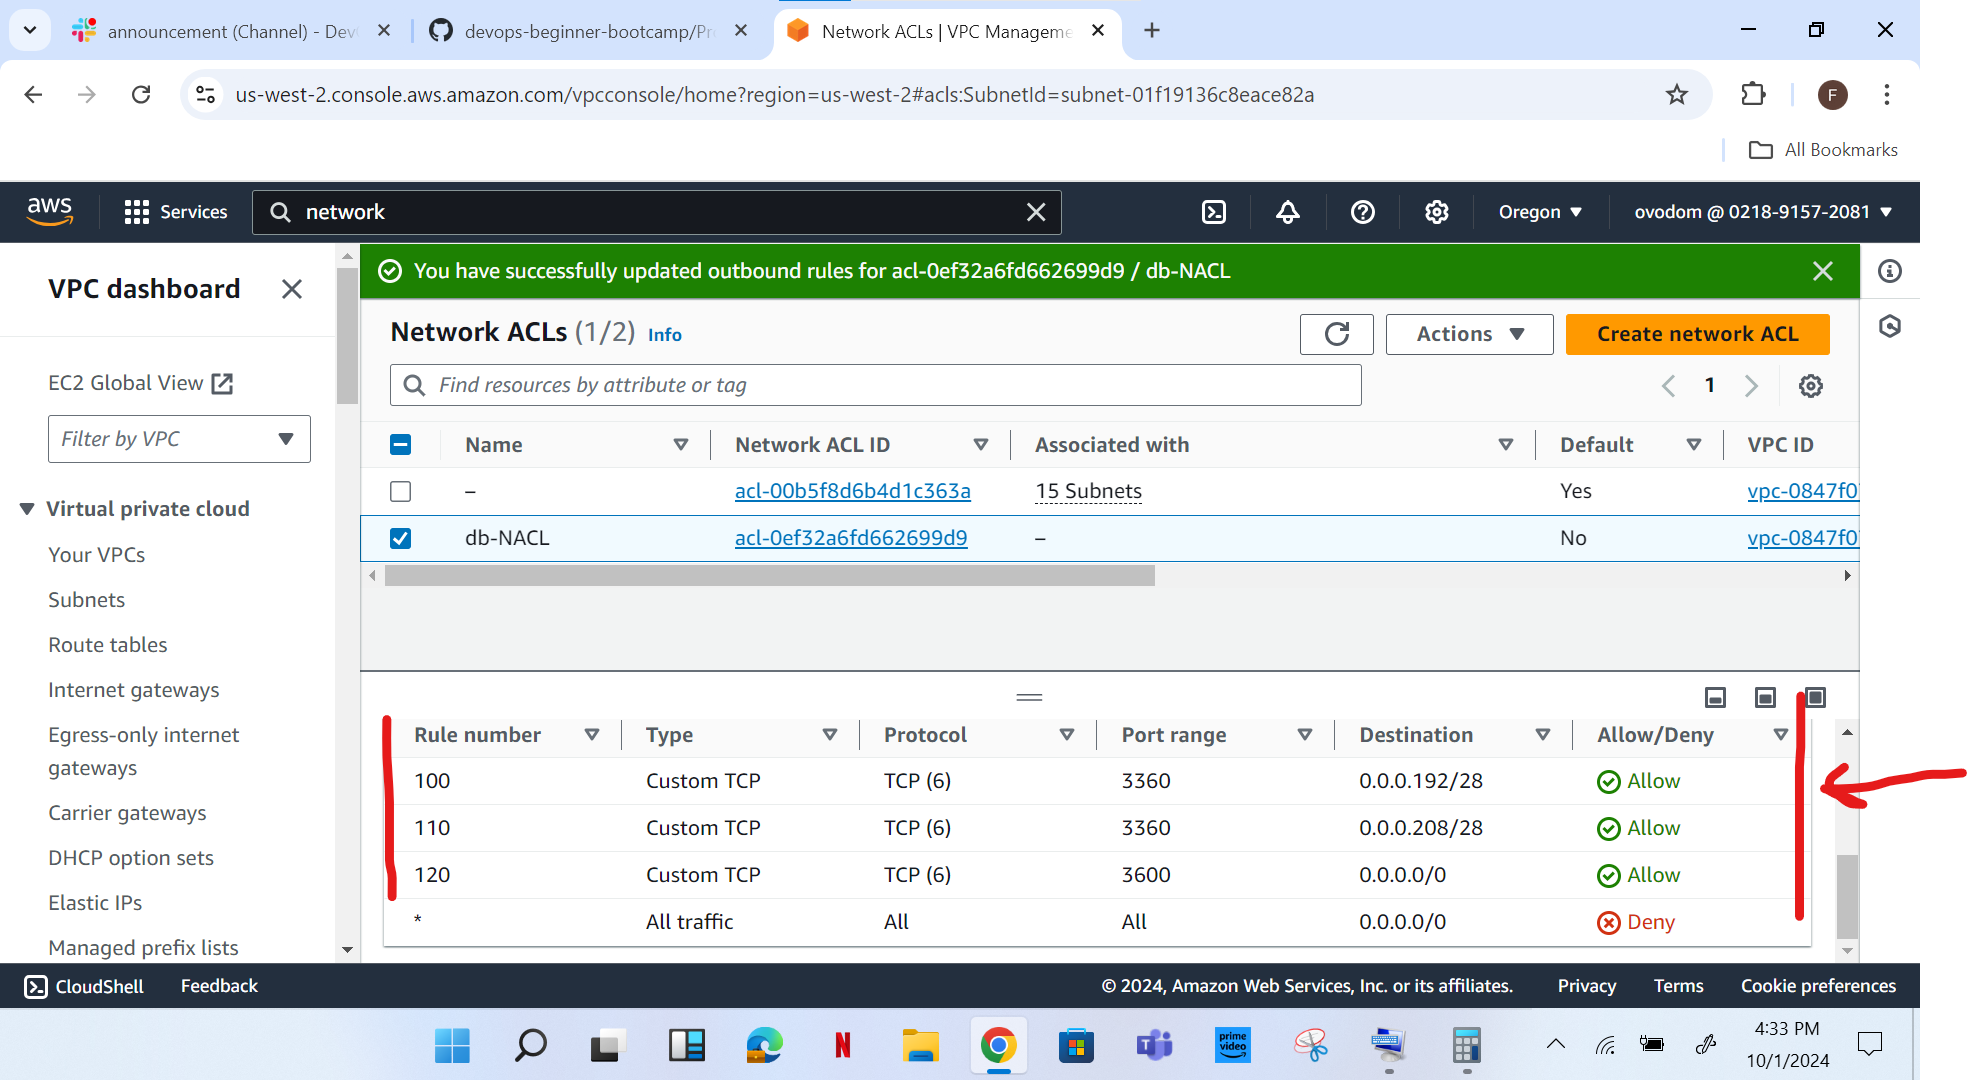 announcement (Channel) - Dev
devops-beginner-bootcamp/Pr
Network ACLs | VPC Manageme
us-west-2.console.aws.amazon.com/vpcconsole/home?region=us-west-2#acls:SubnetId=subnet-01f19136c8eace82a
F
All Bookmarks
aws
Services
network
Oregon
ovodom @ 0218-9157-2081
VPC dashboard
You have successfully updated outbound rules for acl-0ef32a6fd662699d9 / db-NACL
Network ACLs (1/2) Info
Actions
Create network ACL
EC2 Global View
Find resources by attribute or tag
1
Filter by VPC
Name Network ACL ID Associated with Default VPC ID
– acl-00b5f8d6b4d1c363a 15 Subnets Yes vpc-0847f0
db-NACL acl-0ef32a6fd662699d9 – No vpc-0847f0
Virtual private cloud
Your VPCs
Subnets
Route tables
Internet gateways
Egress-only internet
gateways
Carrier gateways
DHCP option sets
Elastic IPs
Managed prefix lists
Rule number Type Protocol Port range Destination Allow/Deny
100 Custom TCP TCP (6) 3360 0.0.0.192/28 Allow
110 Custom TCP TCP (6) 3360 0.0.0.208/28 Allow
120 Custom TCP TCP (6) 3600 0.0.0.0/0 Allow
* All traffic All All 0.0.0.0/0 Deny
CloudShell Feedback © 2024, Amazon Web Services, Inc. or its affiliates. Privacy Terms Cookie preferences
N
T
prime
video
4:33 PM
10/1/2024